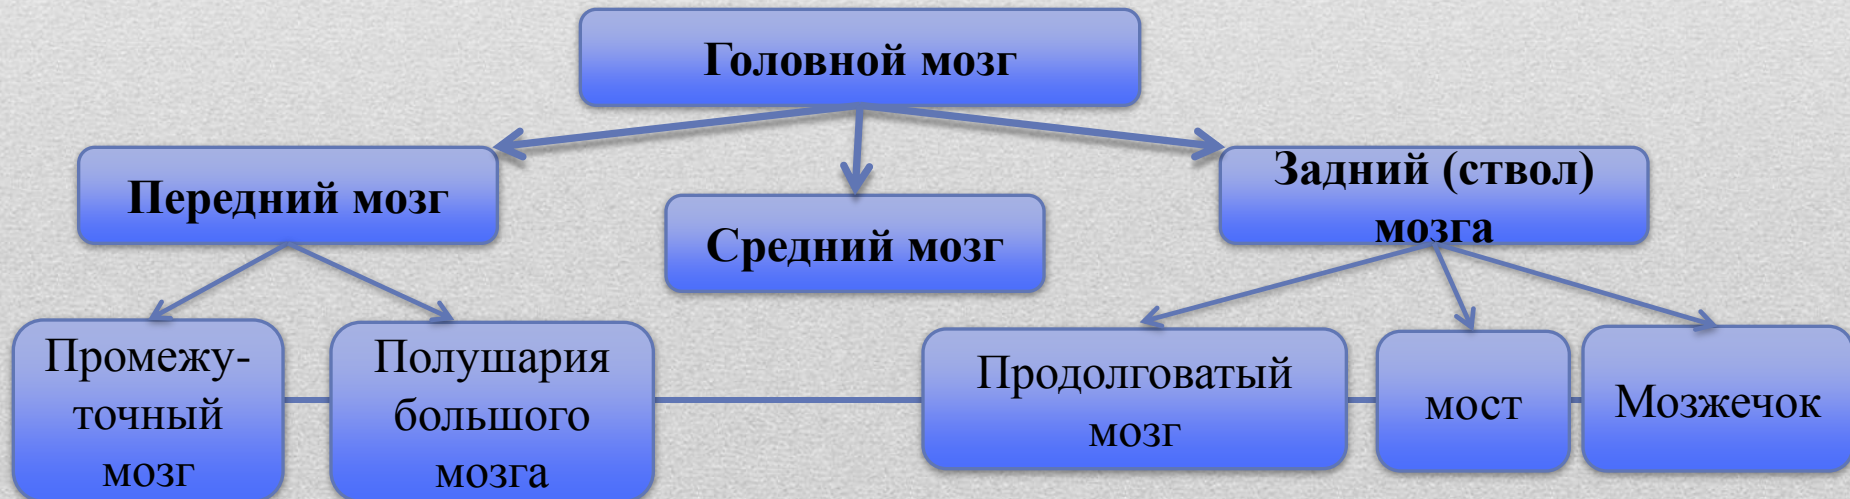 Головной мозг
Передний мозг
Средний мозг
Задний (ствол)
мозга
Промежу-
точный
мозг
Полушария
большого
мозга
Продолговатый
мозг
мост
Мозжечок